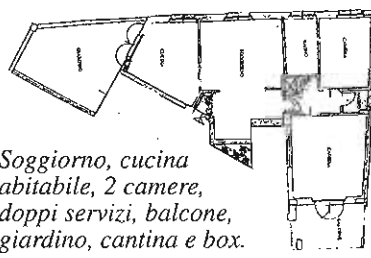 Soggiorno, cucina
abitabile, 2 camere,
doppi servizi, balcone,
giardino, cantina e box.